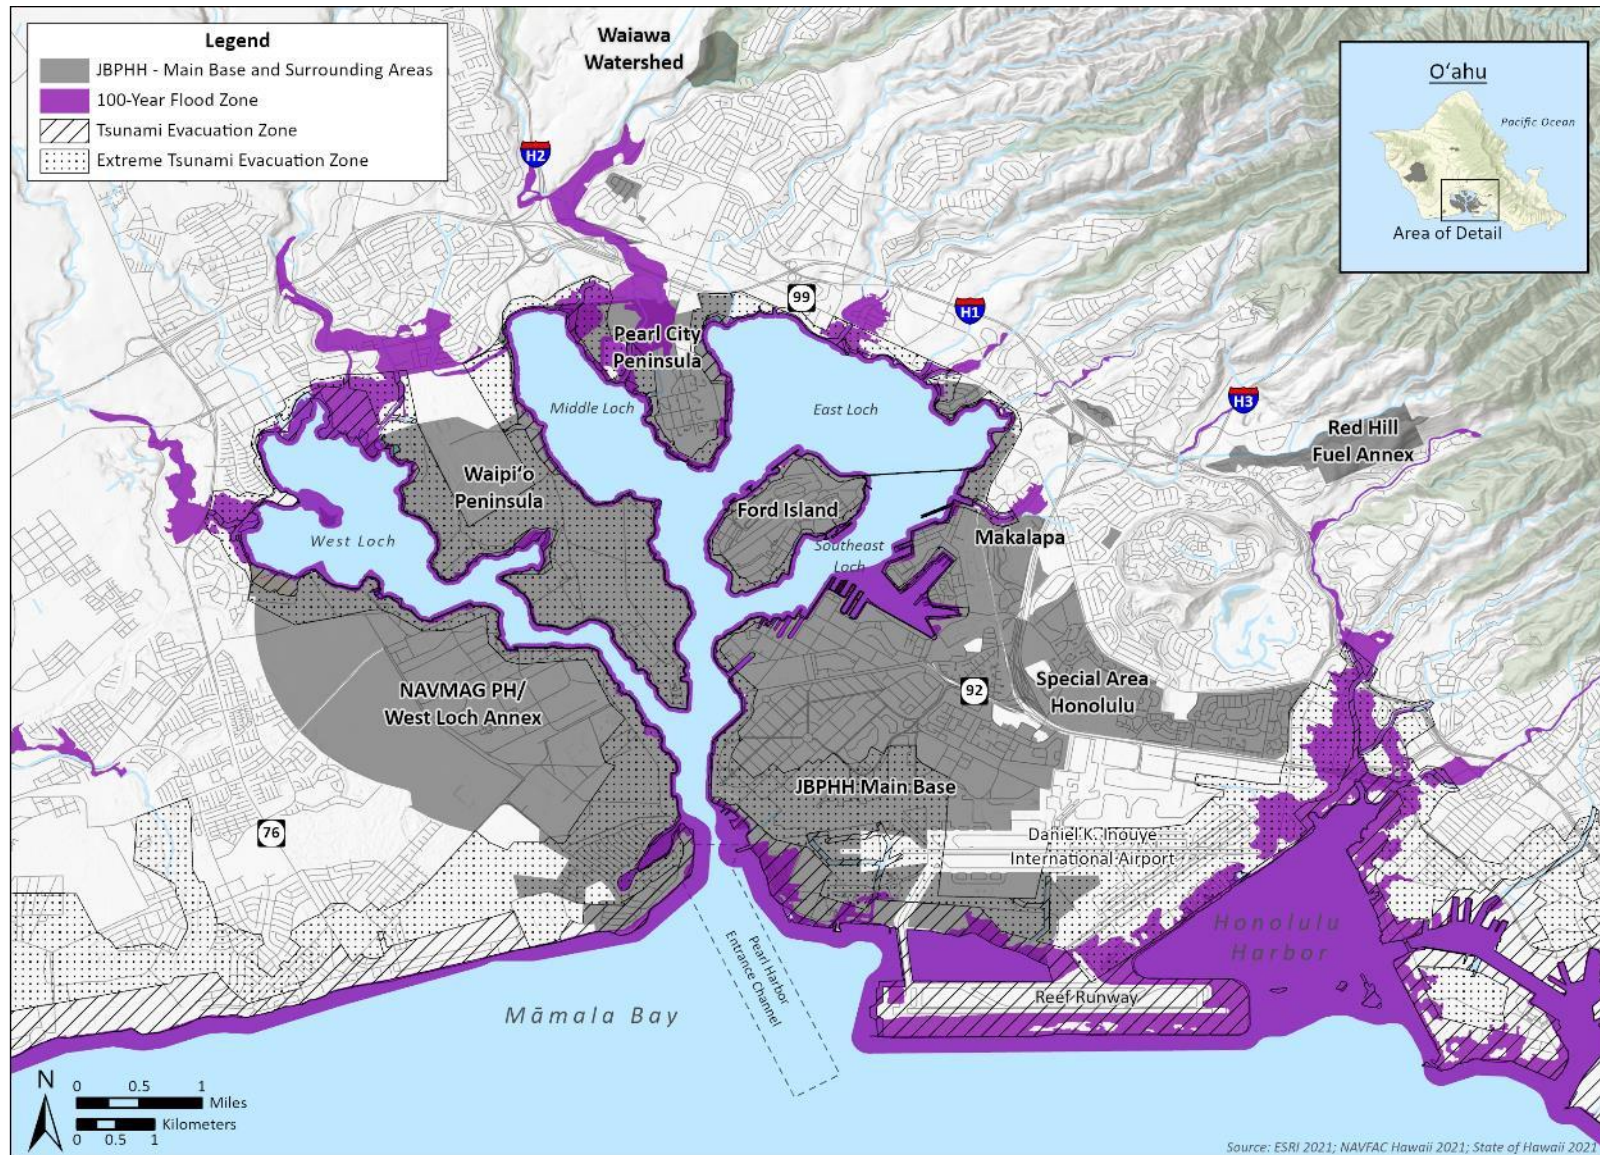 Legend
JBPHH - Main Base and Surrounding Areas
100-Year Flood Zone
Tsunami Evacuation Zone
Extreme Tsunami Evacuation Zone
Waiawa
Watershed
O‘ahu
Pacific Ocean
Area of Detail
H2
99
H1
H3
Pearl City
Peninsula
Middle Loch
East Loch
Red Hill
Fuel Annex
Waipi‘o
Peninsula
Ford Island
West Loch
Southeast
Loch
Makalapa
NAVMAG PH/
West Loch Annex
92
Special Area
Honolulu
JBPHH Main Base
76
Daniel K. Inouye
International Airport
Honolulu
Harbor
Pearl Harbor
Entrance Channel
Reef Runway
Māmala Bay
N
0 0.5 1
Miles
Kilometers
0 0.5 1
Source: ESRI 2021; NAVFAC Hawaii 2021; State of Hawaii 2021